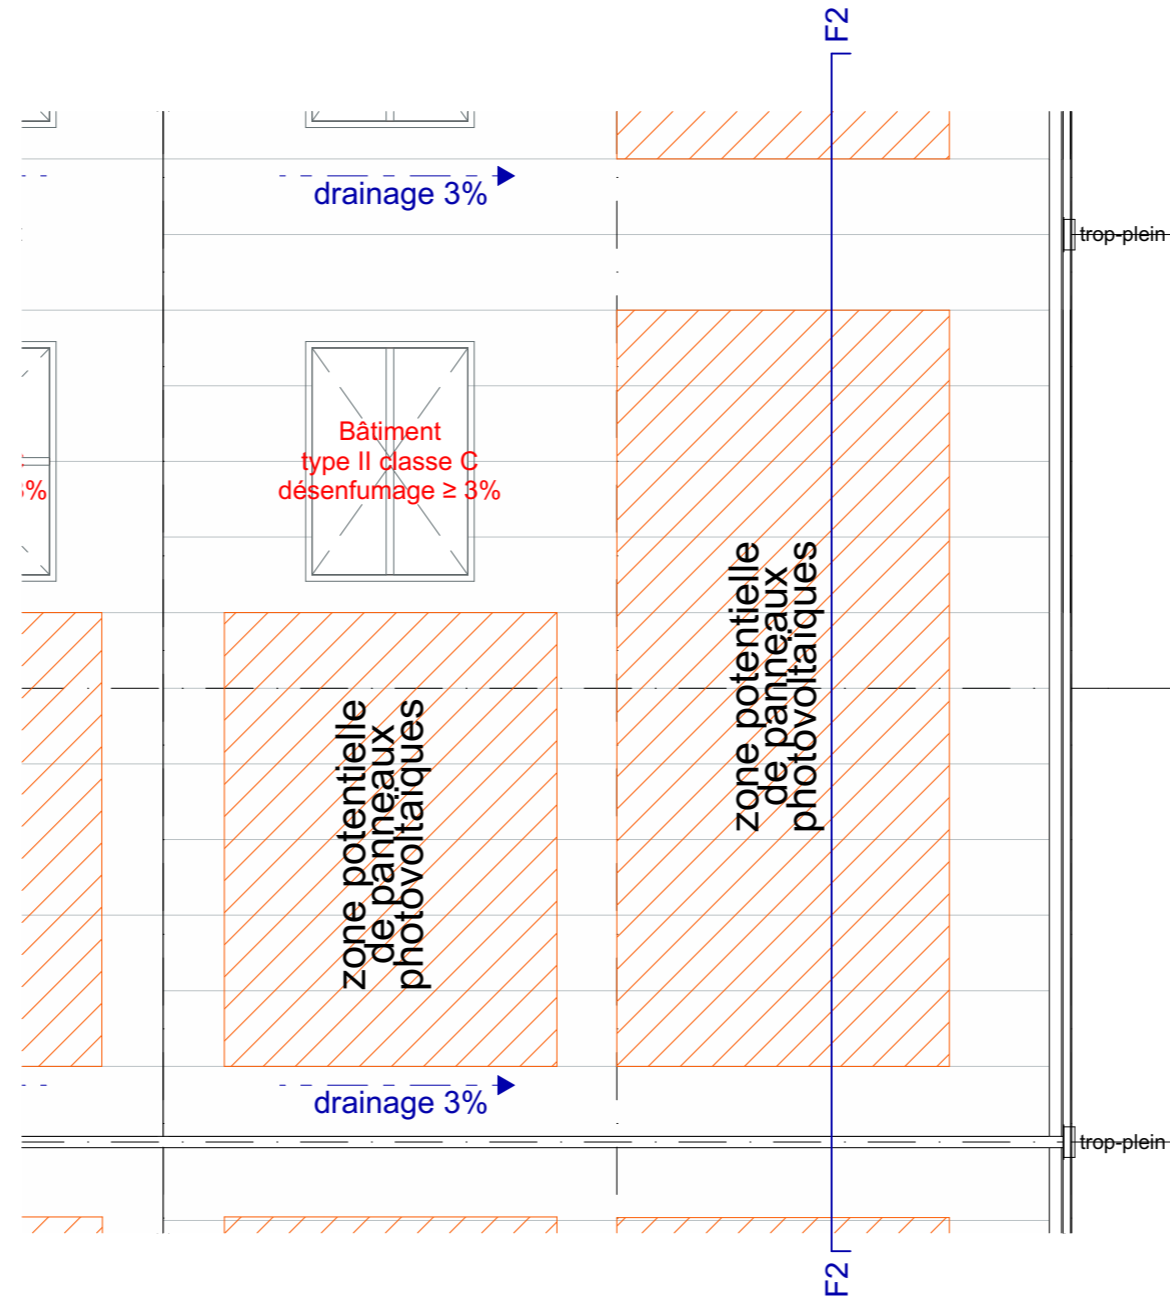 F2
drainage 3%
trop-plein
Bâtiment
type II classe C
désenfumage ≥ 3%
3%
zone potentielle
de panneaux
photovoltaïques
zone potentielle
de panneaux
photovoltaïques
drainage 3%
trop-plein
F2